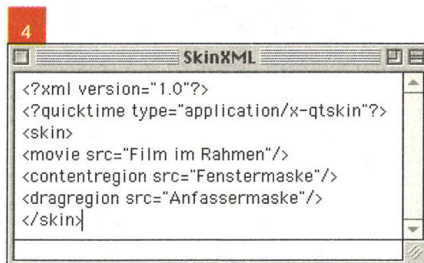 4
SkinXML
<?xml version="1.0"?>
<?quicktime type="application/x-qtskin"?>
<skin>
<movie src="Film im Rahmen"/>
<contentregion src="Fenstermaske"/>
<dragregion src="Anfassermaske"/>
</skin>